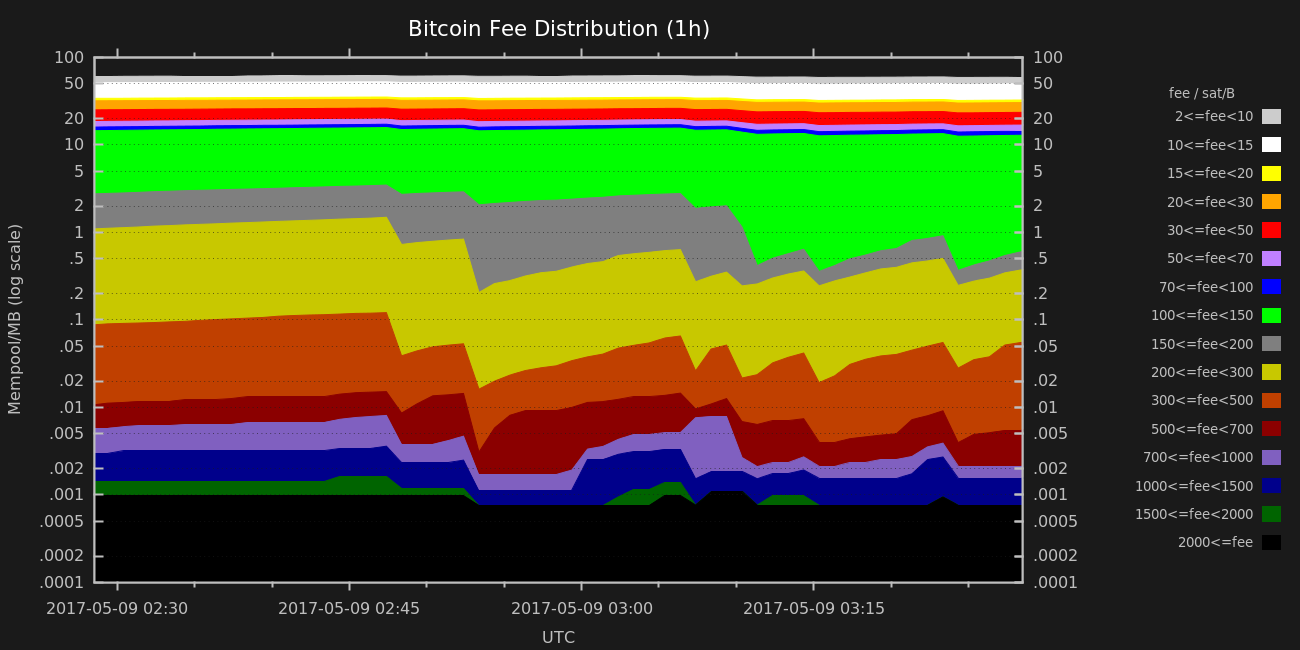 Bitcoin Fee Distribution (1h)
100 100
50 50
20 20
10 10
5 5
2 2
1 1
.5 .5
.2 .2
.1 .1
.05 .05
.02 .02
.01 .01
.005 .005
.002 .002
.001 .001
.0005 .0005
.0002 .0002
.0001 .0001
Mempool/MB (log scale)
2017-05-09 02:30 2017-05-09 02:45 2017-05-09 03:00 2017-05-09 03:15
UTC
fee / sat/B
2<=fee<10
10<=fee<15
15<=fee<20
20<=fee<30
30<=fee<50
50<=fee<70
70<=fee<100
100<=fee<150
150<=fee<200
200<=fee<300
300<=fee<500
500<=fee<700
700<=fee<1000
1000<=fee<1500
1500<=fee<2000
2000<=fee